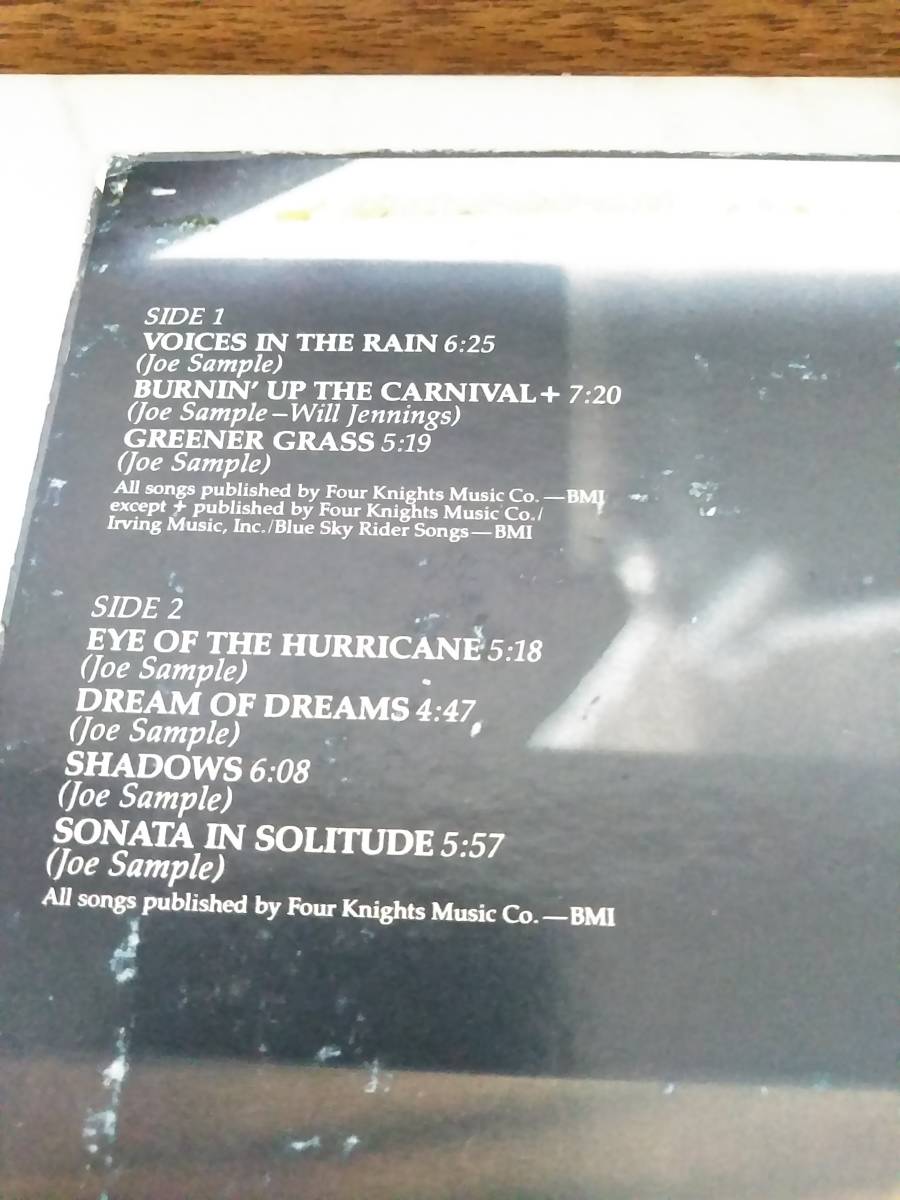 SIDE 1
VOICES IN THE RAIN 6:25
(Joe Sample)
BURNIN' UP THE CARNIVAL+ 7:20
(Joe Sample–Will Jennings)
GREENER GRASS 5:19
(Joe Sample)
All songs published by Four Knights Music Co.—BMI
except + published by Four Knights Music Co./
Irving Music, Inc./Blue Sky Rider Songs—BMI
SIDE 2
EYE OF THE HURRICANE 5:18
(Joe Sample)
DREAM OF DREAMS 4:47
(Joe Sample)
SHADOWS 6:08
(Joe Sample)
SONATA IN SOLITUDE 5:57
(Joe Sample)
All songs published by Four Knights Music Co.—BMI